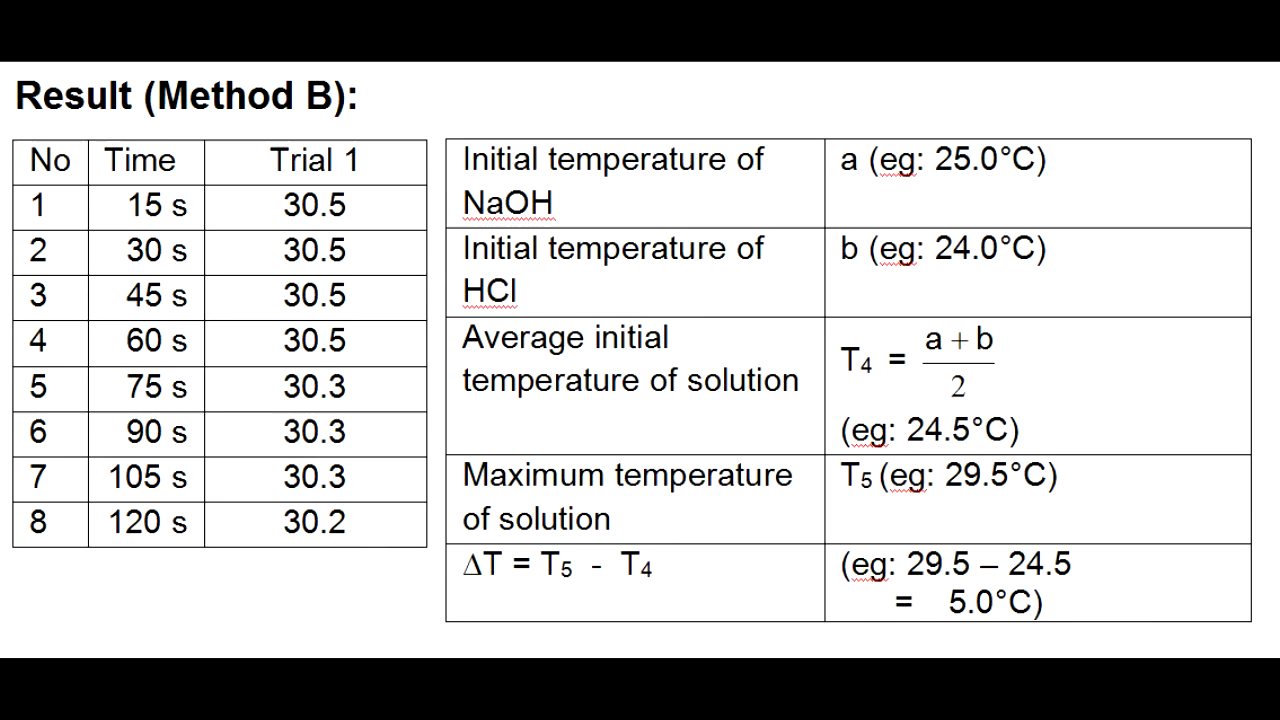 Result (Method B):
No Time Trial 1
1 15 s 30.5
2 30 s 30.5
3 45 s 30.5
4 60 s 30.5
5 75 s 30.3
6 90 s 30.3
7 105 s 30.3
8 120 s 30.2
Initial temperature of a (eg: 25.0°C)
NaOH
Initial temperature of b (eg: 24.0°C)
HCl
Average initial
temperature of solution
T4 = a + b
2
(eg: 24.5°C)
Maximum temperature T5 (eg: 29.5°C)
of solution
ΔT = T5 - T4 (eg: 29.5 – 24.5
= 5.0°C)